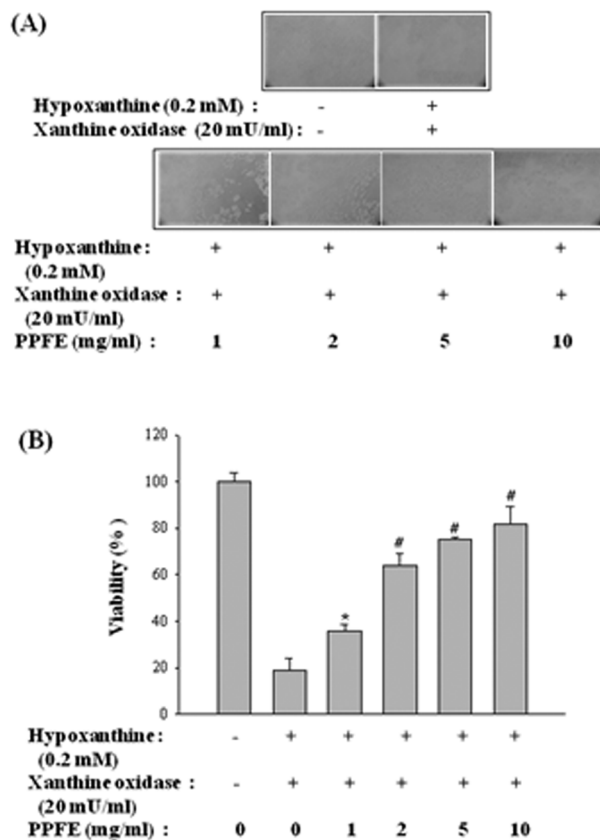 (A)
Hypoxanthine (0.2 mM) : - +
Xanthine oxidase (20 mU/ml) : - +
Hypoxanthine : + + + +
(0.2 mM)
Xanthine oxidase : + + + +
(20 mU/ml)
PPFE (mg/ml) : 1 2 5 10
(B)
Viability (%)
120
100
80
60
40
20
0
* # # #
Hypoxanthine : - + + + + +
(0.2 mM)
Xanthine oxidase : - + + + + +
(20 mU/ml)
PPFE (mg/ml) 0 0 1 2 5 10